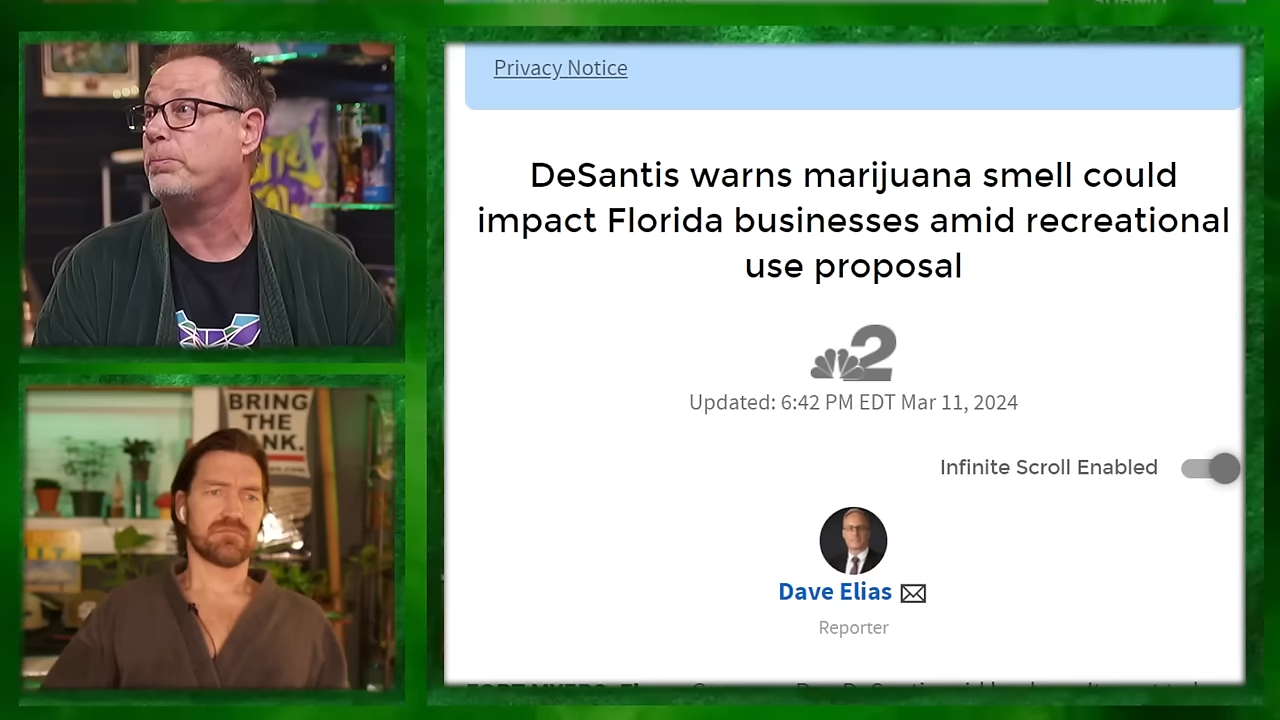 Privacy Notice
DeSantis warns marijuana smell could
impact Florida businesses amid recreational
use proposal
2
Updated: 6:42 PM EDT Mar 11, 2024
Infinite Scroll Enabled
Dave Elias
Reporter
BRING
THE